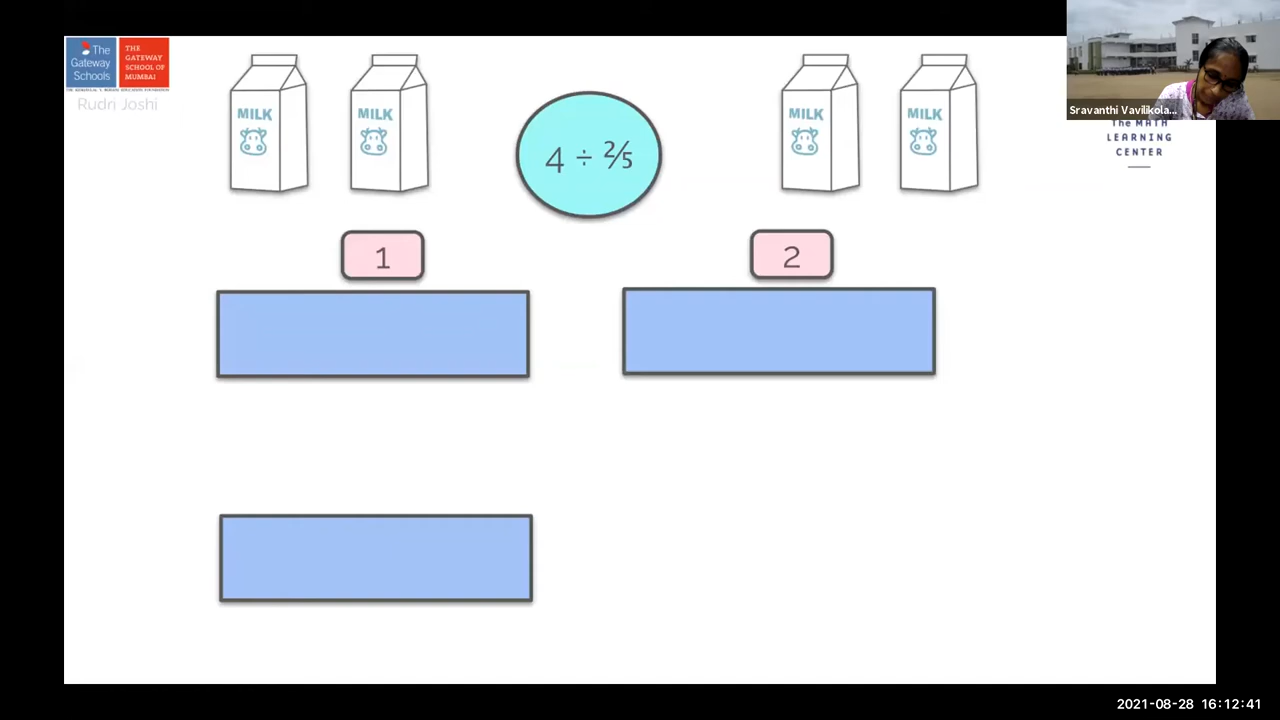 The
Gateway
Schools
THE
GATEWAY
SCHOOL OF
MUMBAI
Rudri Joshi
MILK
MILK
4 ÷ ⅖
MILK
MILK
Sravanthi Vavilikola...
The MATH
LEARNING
CENTER
1
2
2021-08-28 16:12:41